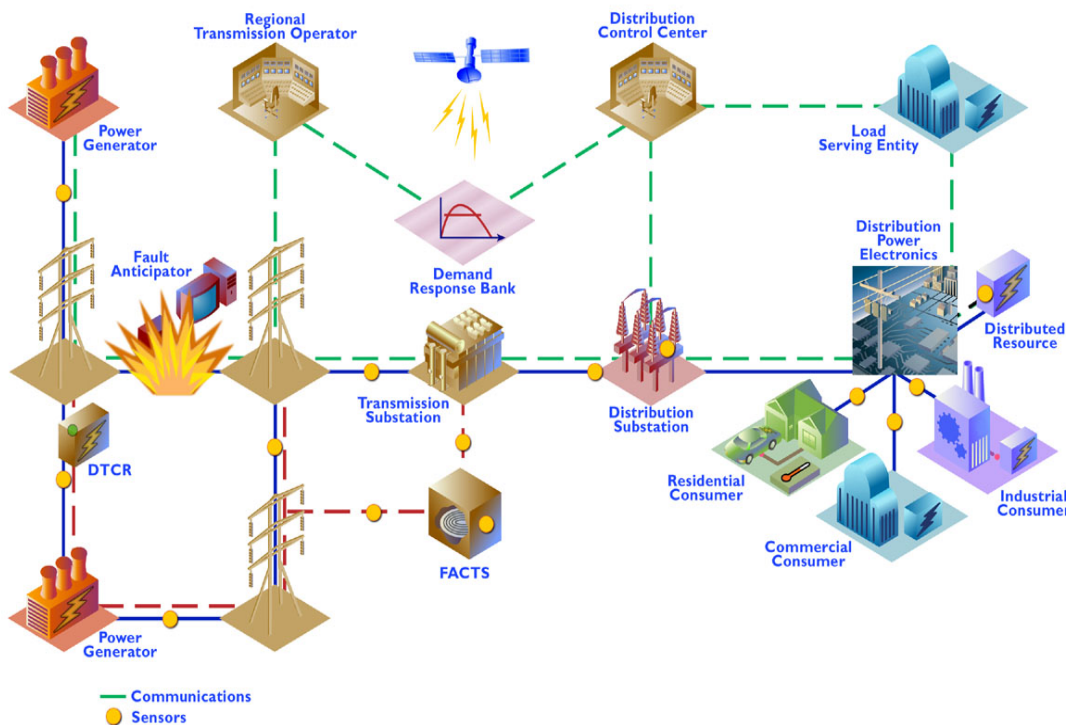 Regional
Transmission Operator
Distribution
Control Center
Power
Generator
Load
Serving Entity
Fault
Anticipator
Demand
Response Bank
Distribution
Power
Electronics
Distributed
Resource
Transmission
Substation
Distribution
Substation
DTCR
Residential
Consumer
Industrial
Consumer
Commercial
Consumer
FACTS
Power
Generator
Communications
Sensors